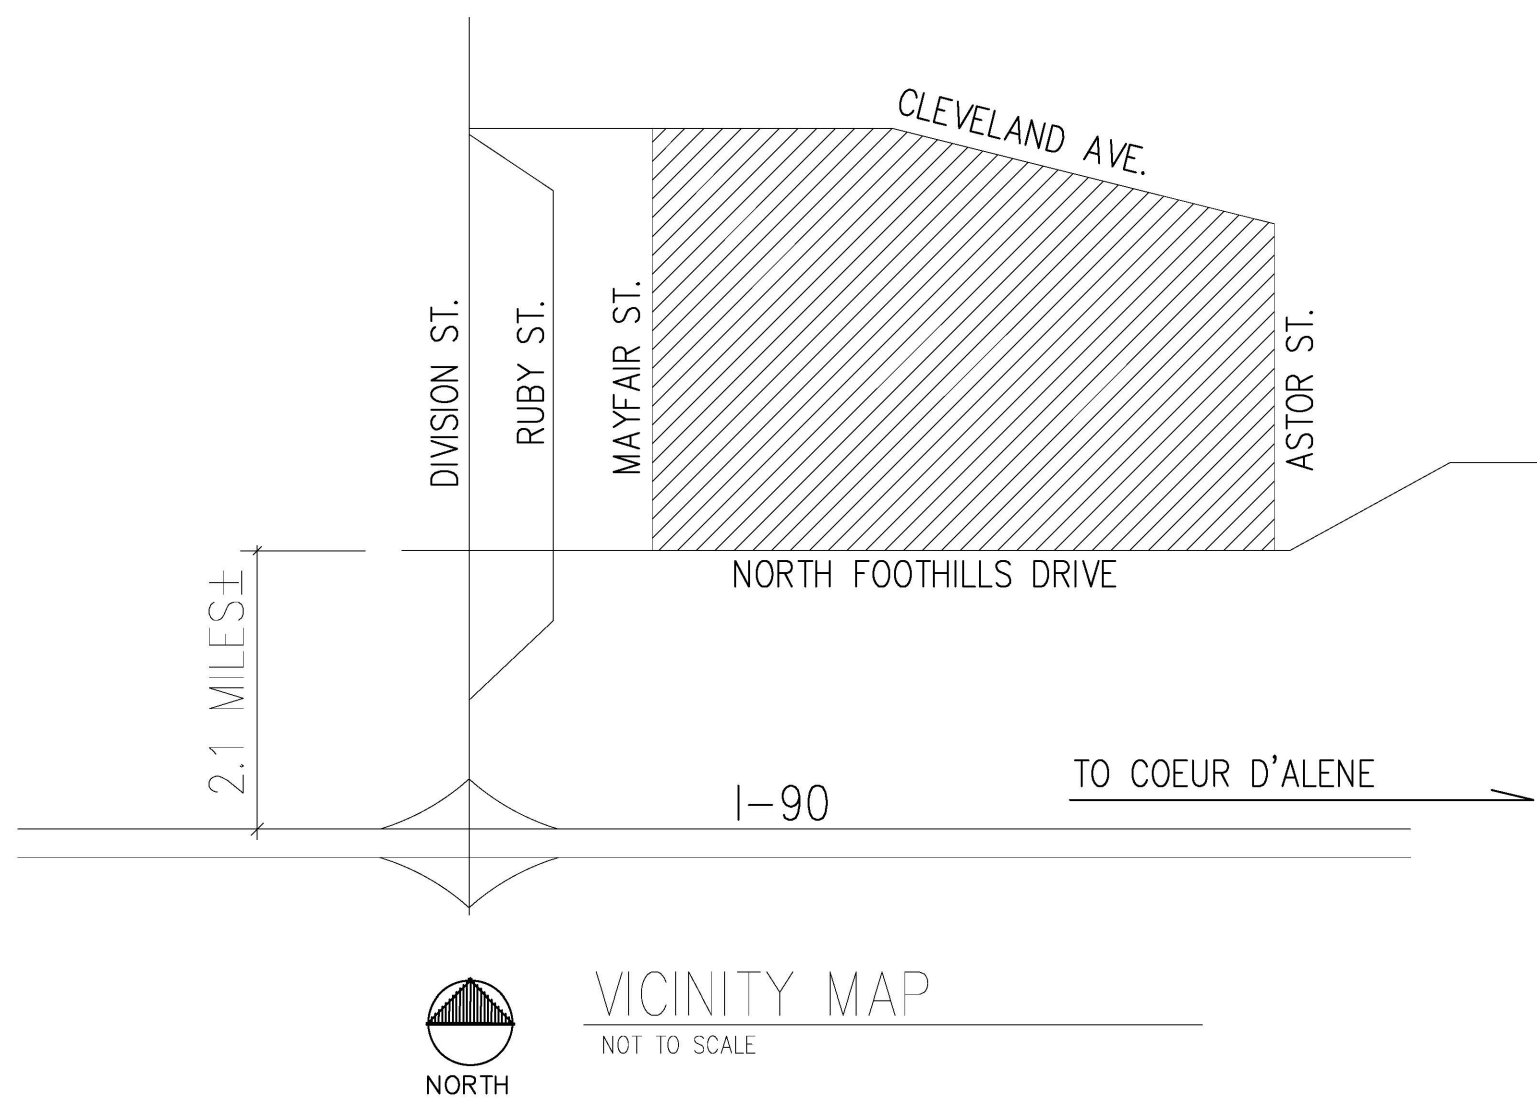 CLEVELAND AVE.
DIVISION ST.
RUBY ST.
MAYFAIR ST.
ASTOR ST.
NORTH FOOTHILLS DRIVE
2.1 MILES±
TO COEUR D'ALENE
I-90
VICINITY MAP
NOT TO SCALE
NORTH